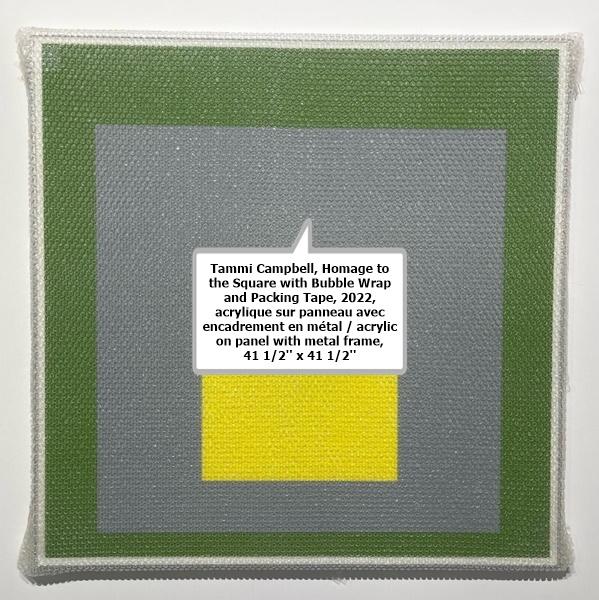 Tammi Campbell, Homage to
the Square with Bubble Wrap
and Packing Tape, 2022,
acrylique sur panneau avec
encadrement en métal / acrylic
on panel with metal frame,
41 1/2'' x 41 1/2''